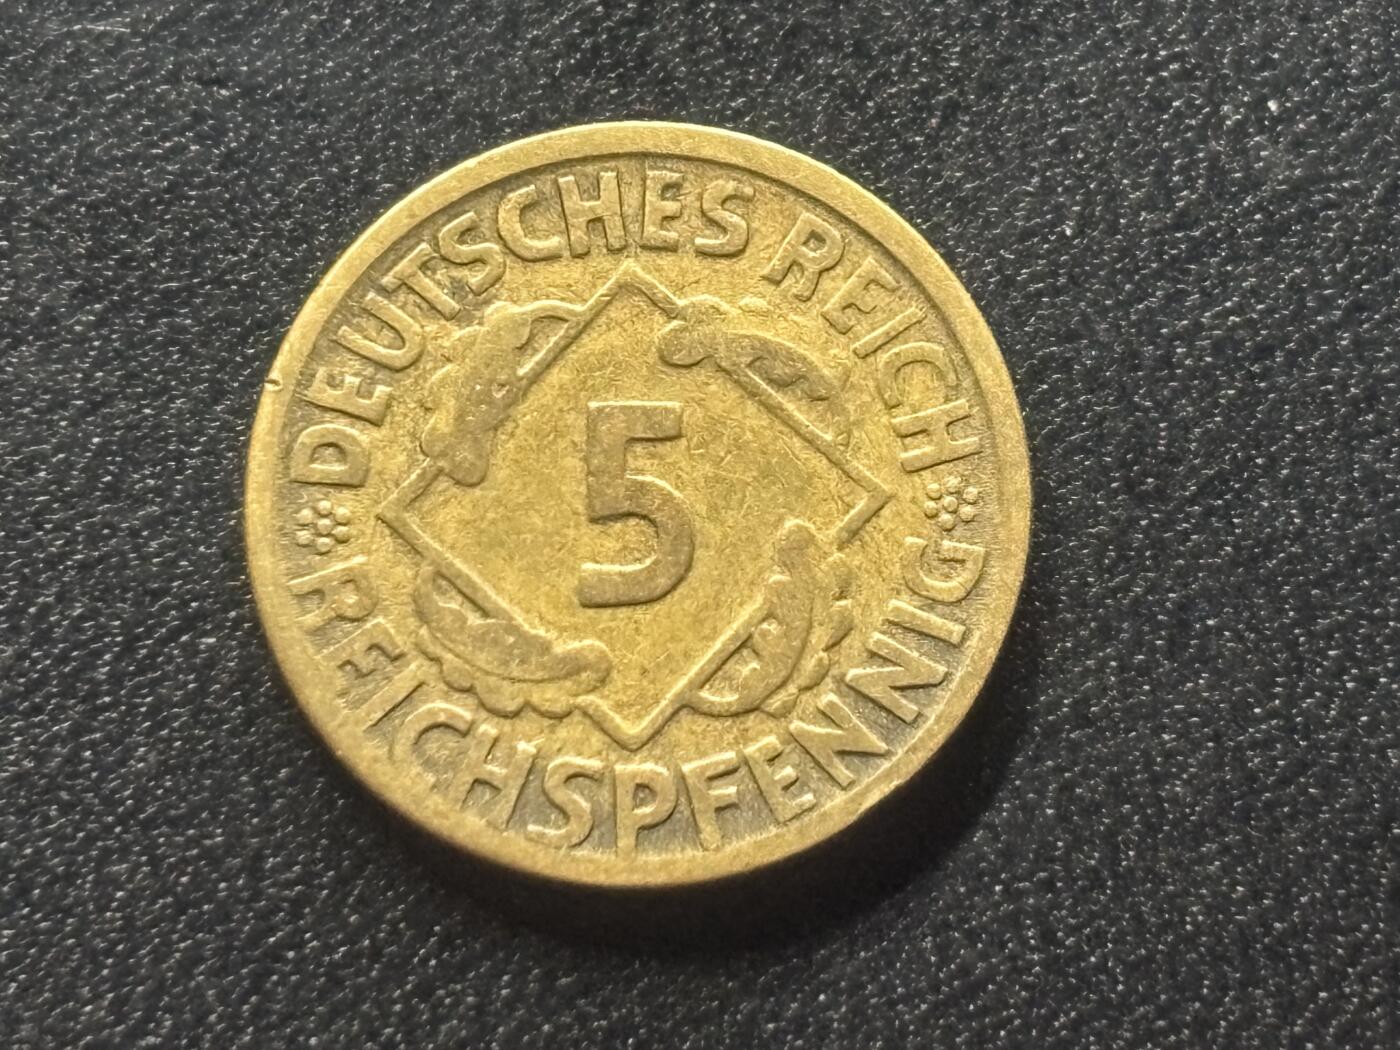 DEUTSCHES REICH
5
REICHSPFENNIG